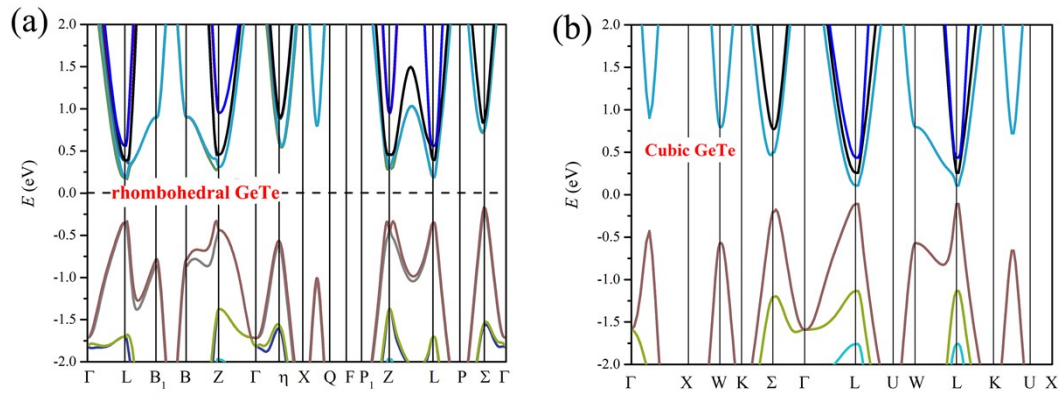 (a)
2.0
1.5
1.0
0.5
0.0
-0.5
-1.0
-1.5
-2.0
E (eV)
rhombohedral GeTe
Γ L B₁ B Z Γ η X Q F P₁ Z L P Σ Γ
(b)
2.0
1.5
1.0
0.5
0.0
-0.5
-1.0
-1.5
-2.0
E (eV)
Cubic GeTe
Γ X W K Σ Γ L U W L K U X